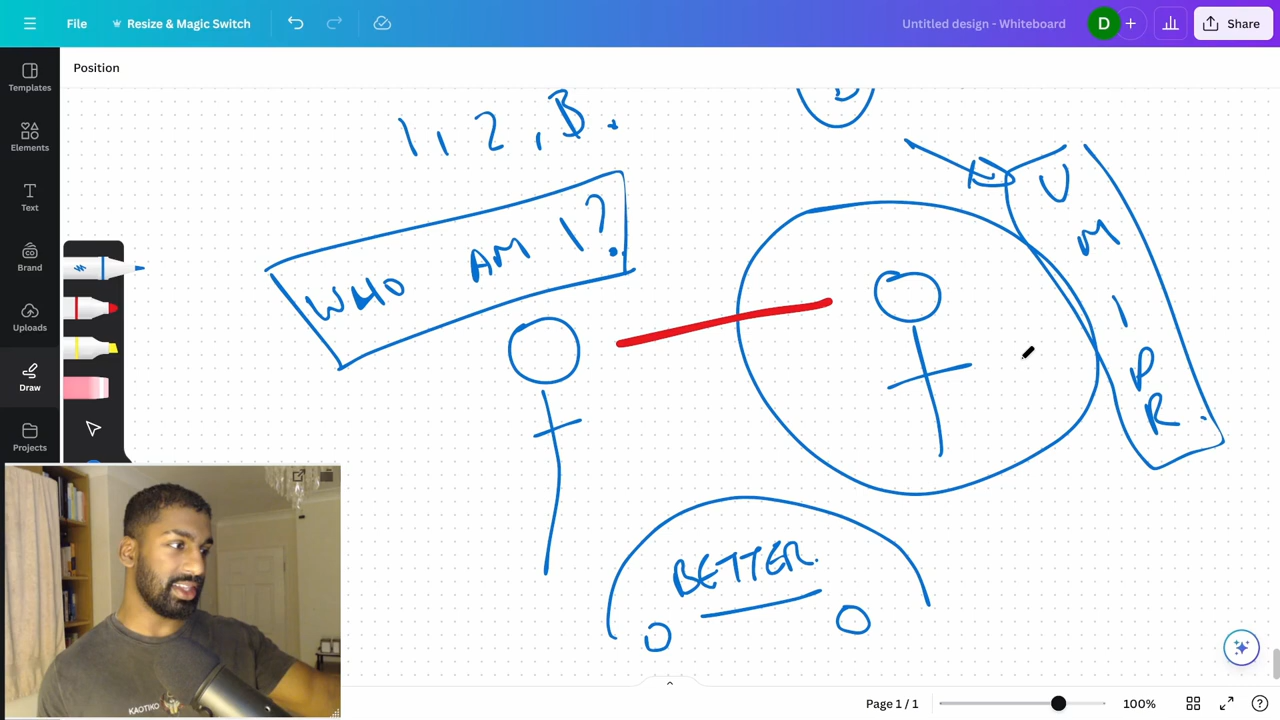 File
Resize & Magic Switch
Untitled design - Whiteboard
D
Share
Position
Templates
Elements
Text
Brand
Uploads
Draw
Projects
1, 2, B.
WHO AM I?
U
M
I
P
R.
BETTER.
KAOTIKO
Page 1 / 1
100%